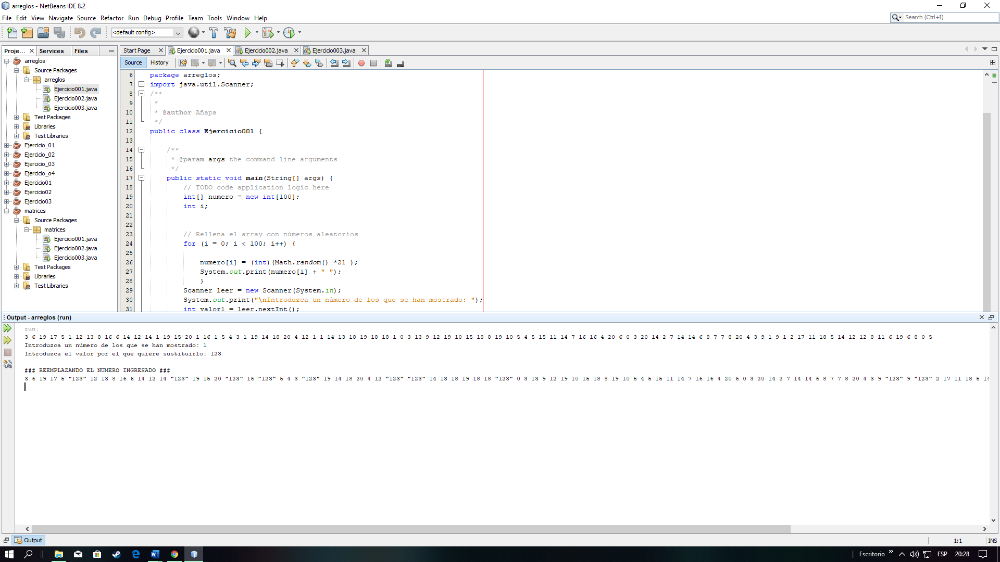 arreglos - NetBeans IDE 8.2
File Edit View Navigate Source Refactor Run Debug Profile Team Tools Window Help
Search (Ctrl+I)
<default config>
Proje... Services Files
Start Page Ejercicio001.java Ejercicio002.java Ejercicio003.java
Source History
arreglos
Source Packages
arreglos
Ejercicio001.java
Ejercicio002.java
Ejercicio003.java
Test Packages
Libraries
Test Libraries
Ejercicio_01
Ejercicio_02
Ejercicio_03
Ejercicio_o4
Ejercicio01
Ejercicio02
Ejercicio03
matrices
Source Packages
matrices
Ejercicio001.java
Ejercicio002.java
Ejercicio003.java
Test Packages
Libraries
Test Libraries
6 package arreglos;
7 import java.util.Scanner;
8 /**
9 *
10 * @author Añapa
11 */
12 public class Ejercicio001 {
13
14 /**
15 * @param args the command line arguments
16 */
17 public static void main(String[] args) {
18 // TODO code application logic here
19 int[] numero = new int[100];
20 int i;
21
22
23 // Rellena el array con números aleatorios
24 for (i = 0; i < 100; i++) {
25
26 numero[i] = (int)(Math.random() *21 );
27 System.out.print(numero[i] + " ");
28 }
29 Scanner leer = new Scanner(System.in);
30 System.out.print("\nIntroduzca un número de los que se han mostrado: ");
31 int valor1 = leer.nextInt();
Output - arreglos (run)
run:
3 6 19 17 5 1 12 13 8 16 6 14 12 14 1 19 15 20 1 16 1 5 4 3 1 19 14 18 20 4 12 1 1 14 13 18 19 18 18 1 0 3 13 9 12 19 10 15 18 8 19 10 5 4 5 15 11 14 7 16 16 4 20 6 0 3 20 14 2 7 14 14 6 8 7 7 8 20 4 3 9 1 9 1 2 17 11 18 5 14 12 12 8 11 6 19 6 8 0 5
Introduzca un número de los que se han mostrado: 1
Introduzca el valor por el que quiere sustituirlo: 123
### REEMPLAZANDO EL NUMERO INGRESADO ###
3 6 19 17 5 "123" 12 13 8 16 6 14 12 14 "123" 19 15 20 "123" 16 "123" 5 4 3 "123" 19 14 18 20 4 12 "123" "123" 14 13 18 19 18 18 "123" 0 3 13 9 12 19 10 15 18 8 19 10 5 4 5 15 11 14 7 16 16 4 20 6 0 3 20 14 2 7 14 14 6 8 7 7 8 20 4 3 9 "123" 9 "123" 2 17 11 18 5 14
Output
1:1 INS
Escritorio ESP 20:28